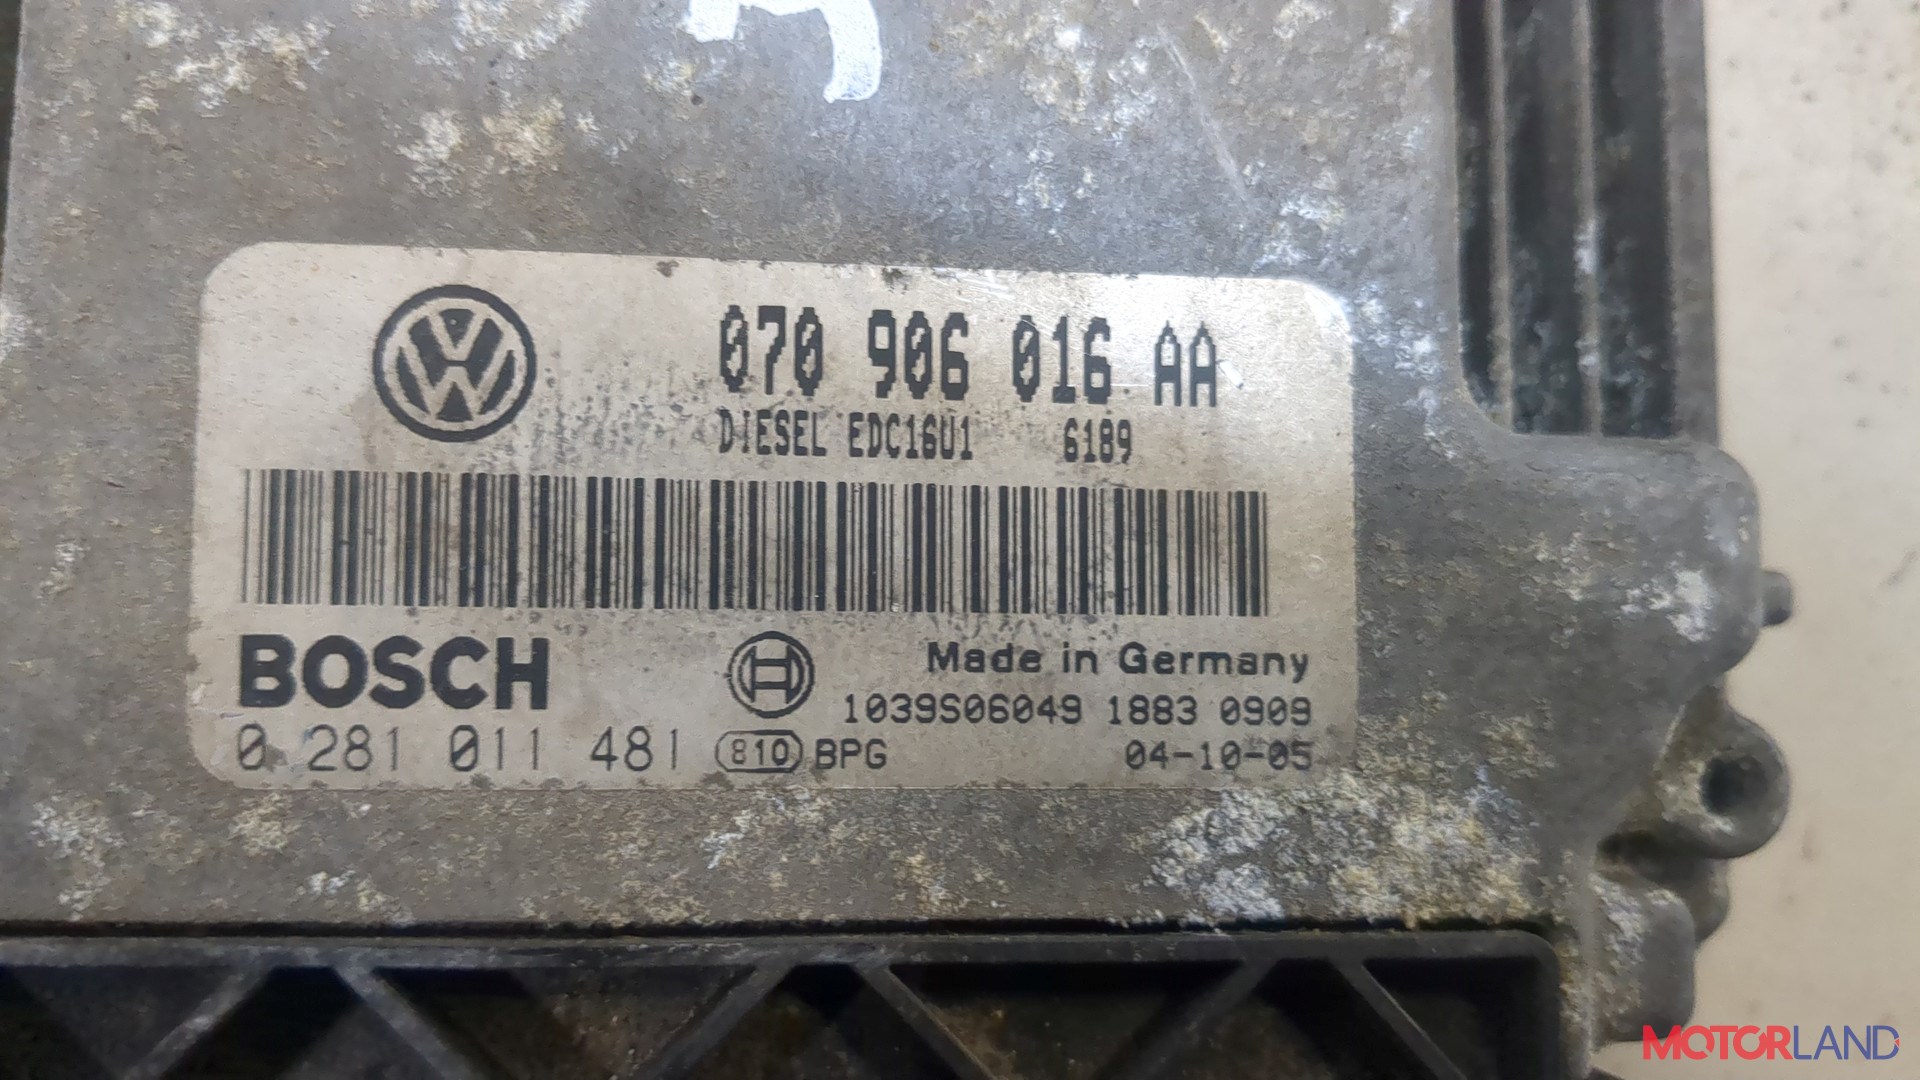 070 906 016 AA
DIESEL EDC16U1 6189
BOSCH
Made in Germany
1039S06049 1883 0909
0 281 011 481 810 BPG 04-10-05
MOTORLAND